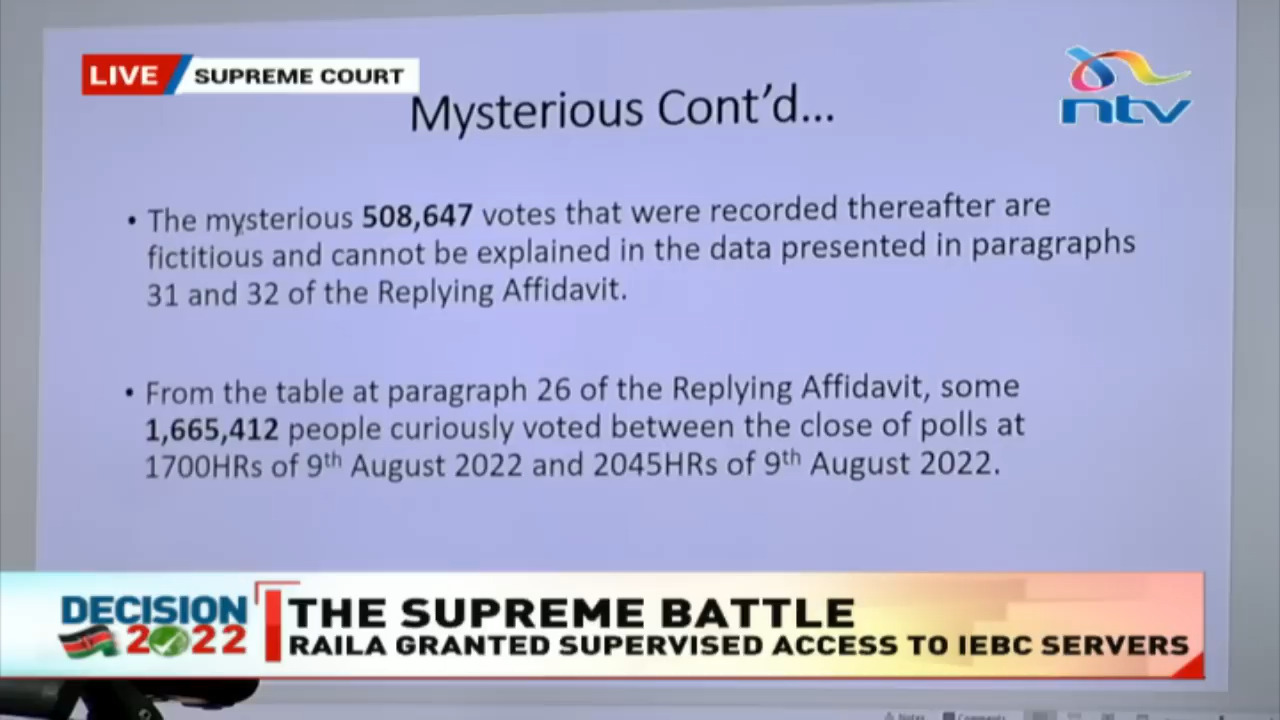 LIVE SUPREME COURT
ntv
Mysterious Cont’d...
• The mysterious 508,647 votes that were recorded thereafter are
fictitious and cannot be explained in the data presented in paragraphs
31 and 32 of the Replying Affidavit.
• From the table at paragraph 26 of the Replying Affidavit, some
1,665,412 people curiously voted between the close of polls at
1700HRs of 9th August 2022 and 2045HRs of 9th August 2022.
DECISION
2022
THE SUPREME BATTLE
RAILA GRANTED SUPERVISED ACCESS TO IEBC SERVERS
Notes Comments